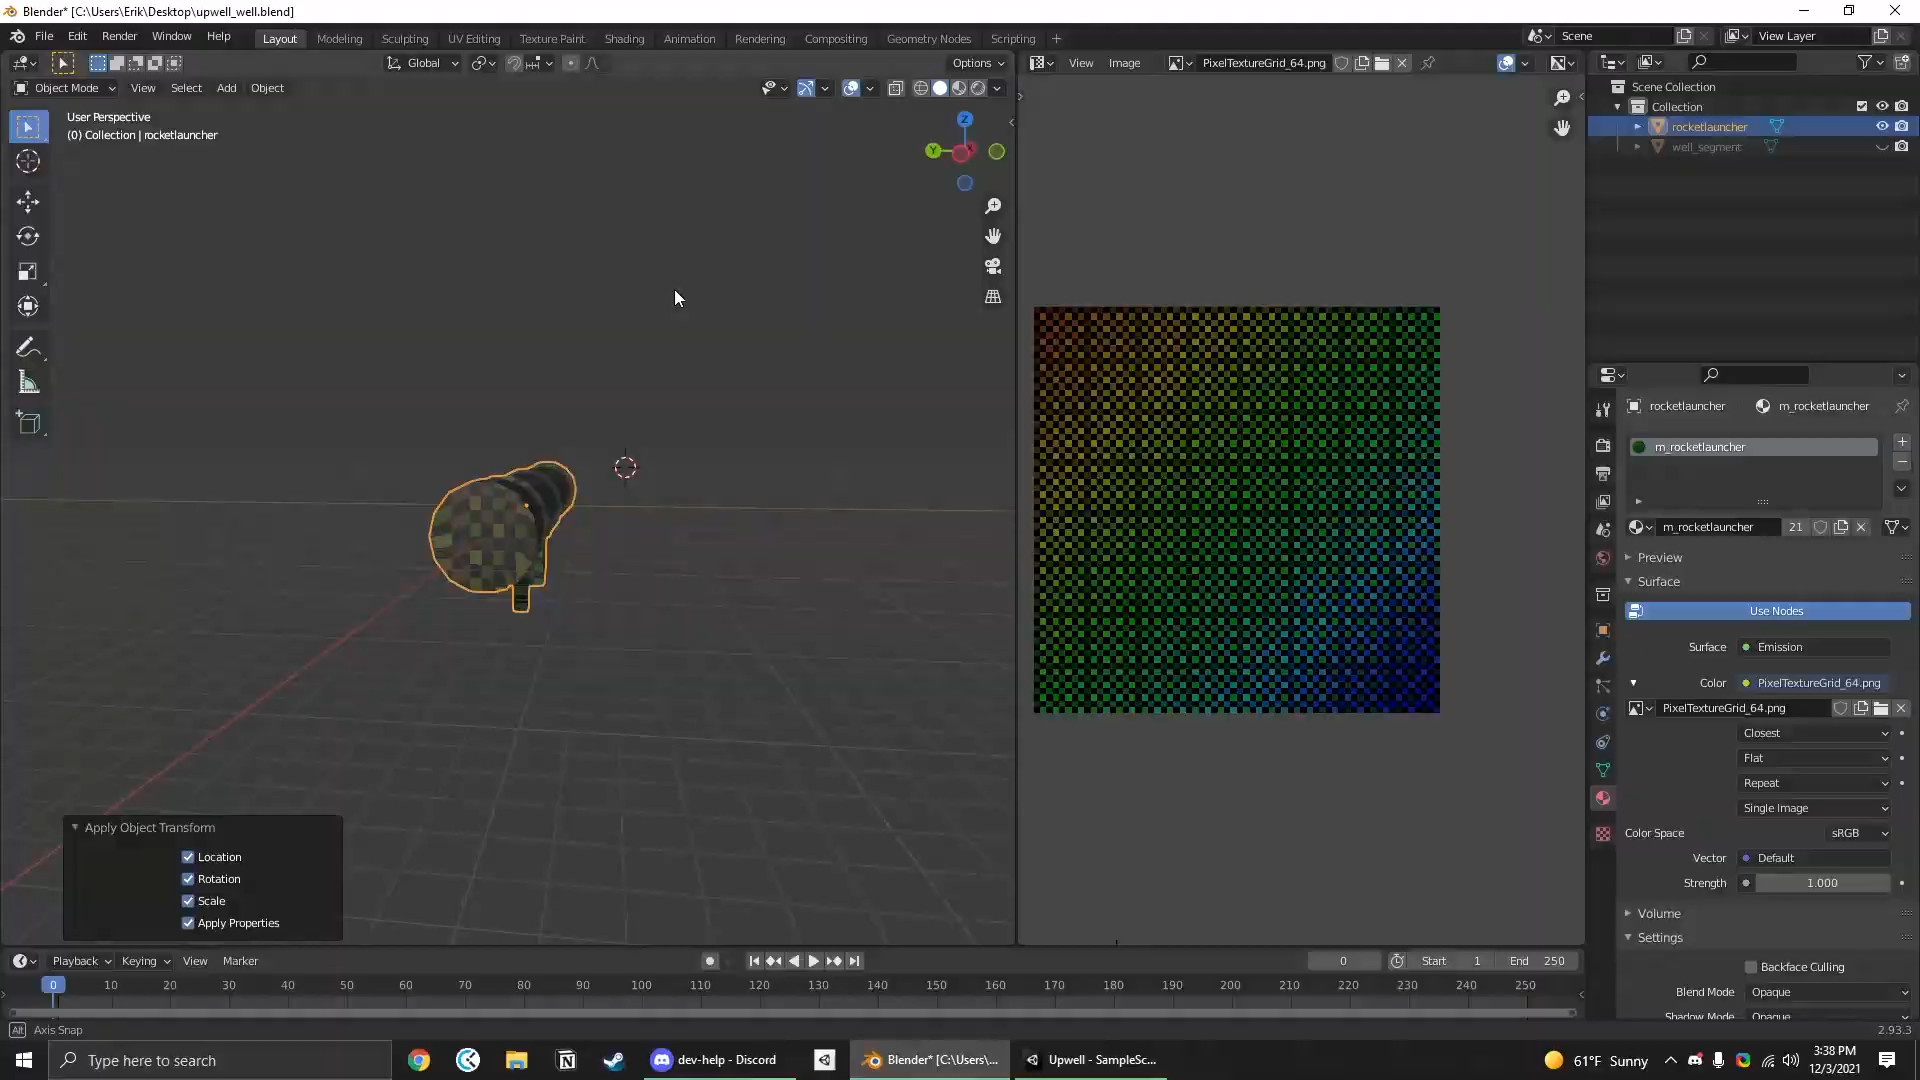 Blender* [C:\Users\Erik\Desktop\upwell_well.blend]
File Edit Render Window Help
Layout Modeling Sculpting UV Editing Texture Paint Shading Animation Rendering Compositing Geometry Nodes Scripting +
Scene
View Layer
Global
Options
View Image
PixelTextureGrid_64.png
Object Mode View Select Add Object
User Perspective
(0) Collection | rocketlauncher
Z
Y
Scene Collection
Collection
rocketlauncher
well_segment
rocketlauncher
m_rocketlauncher
m_rocketlauncher
m_rocketlauncher
21
Preview
Surface
Use Nodes
Surface
Emission
Color
PixelTextureGrid_64.png
PixelTextureGrid_64.png
Closest
Flat
Repeat
Single Image
Color Space
sRGB
Vector
Default
Strength
1.000
Volume
Settings
Backface Culling
Blend Mode
Opaque
Shadow Mode
Opaque
Apply Object Transform
Location
Rotation
Scale
Apply Properties
Playback Keying View Marker
0
Start 1
End 250
0 10 20 30 40 50 60 70 80 90 100 110 120 130 140 150 160 170 180 190 200 210 220 230 240 250
Alt Axis Snap
2.93.3
Type here to search
dev-help - Discord
Blender* [C:\Users\...
Upwell - SampleSc...
61°F Sunny
3:38 PM
12/3/2021